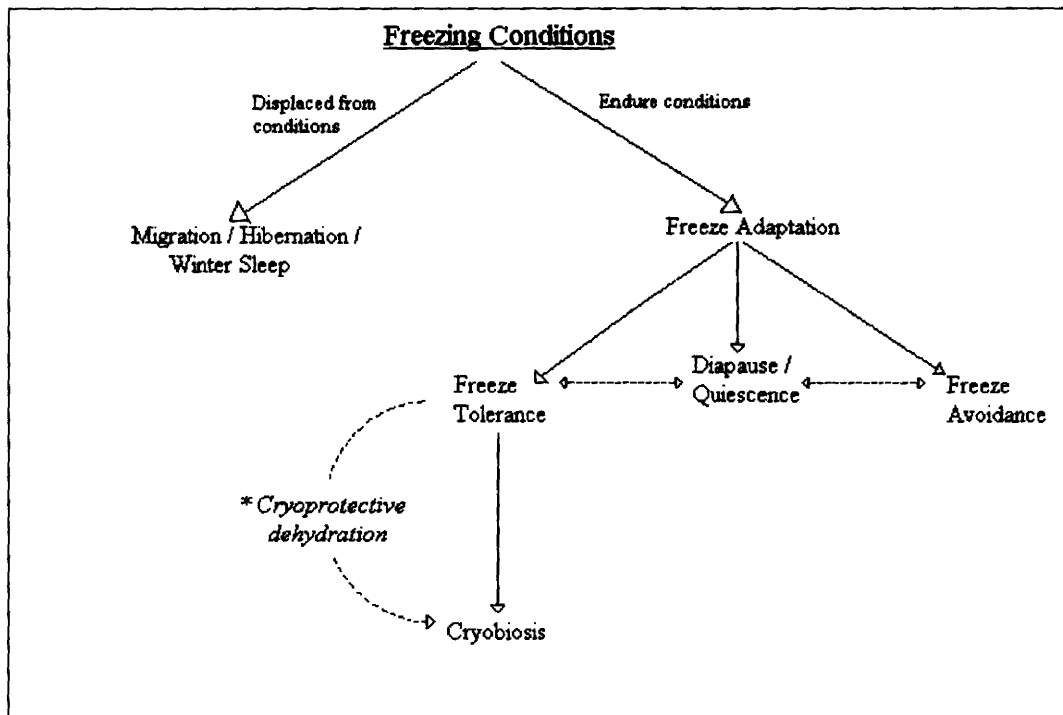 Freezing Conditions
Displaced from
conditions
Endure conditions
Migration / Hibernation /
Winter Sleep
Freeze Adaptation
Freeze
Tolerance
Diapause /
Quiescence
Freeze
Avoidance
* Cryoprotective
dehydration
Cryobiosis